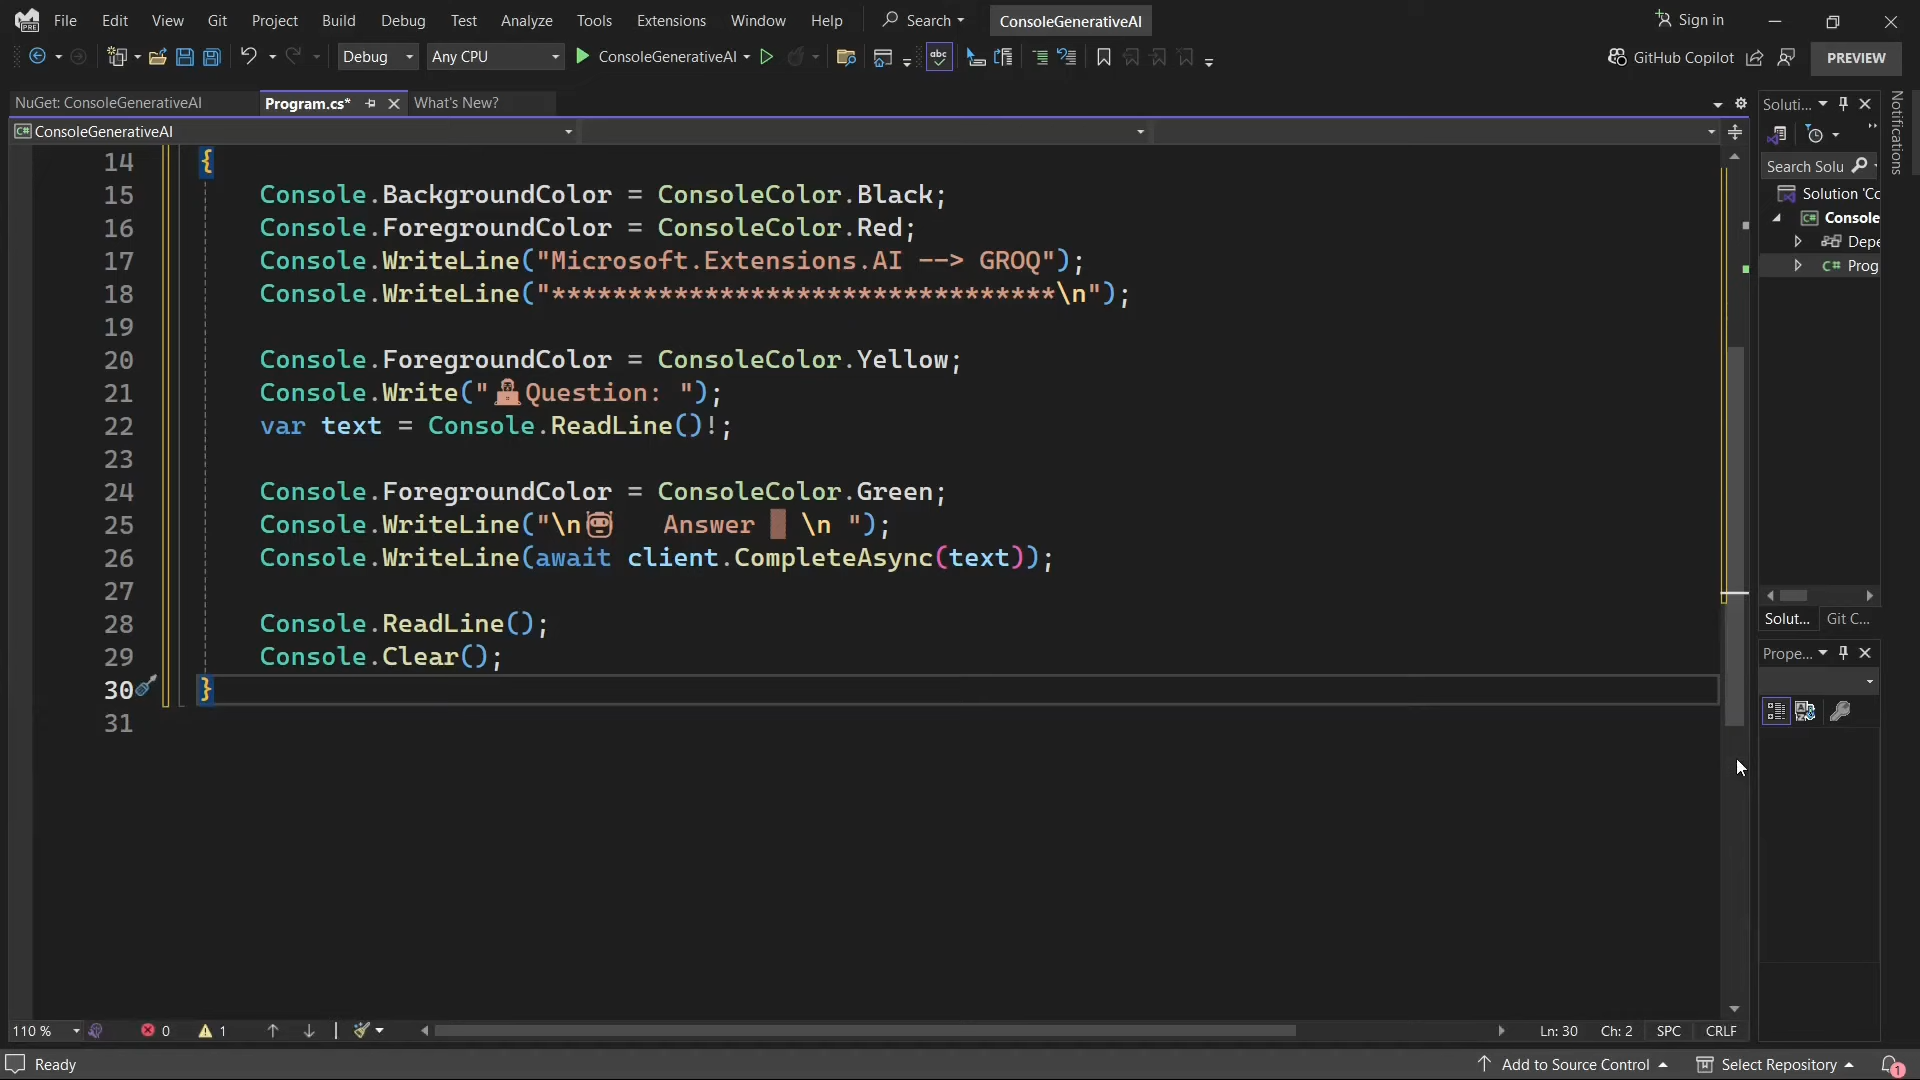 File Edit View Git Project Build Debug Test Analyze Tools Extensions Window Help Search ConsoleGenerativeAI Sign in
Debug Any CPU ConsoleGenerativeAI GitHub Copilot PREVIEW
NuGet: ConsoleGenerativeAI Program.cs* What's New?
ConsoleGenerativeAI
14 {
15 Console.BackgroundColor = ConsoleColor.Black;
16 Console.ForegroundColor = ConsoleColor.Red;
17 Console.WriteLine("Microsoft.Extensions.AI --> GROQ");
18 Console.WriteLine("*********************************\n");
19
20 Console.ForegroundColor = ConsoleColor.Yellow;
21 Console.Write("🧑‍💻Question: ");
22 var text = Console.ReadLine()!;
23
24 Console.ForegroundColor = ConsoleColor.Green;
25 Console.WriteLine("\n🤖 Answer █ \n ");
26 Console.WriteLine(await client.CompleteAsync(text));
27
28 Console.ReadLine();
29 Console.Clear();
30 }
31
110 % 0 1 Ln: 30 Ch: 2 SPC CRLF
Ready Add to Source Control Select Repository 1
Soluti...
Search Solu
Solution 'Co
Console
Depe
Prog
Solut... Git C...
Prope...
Notifications